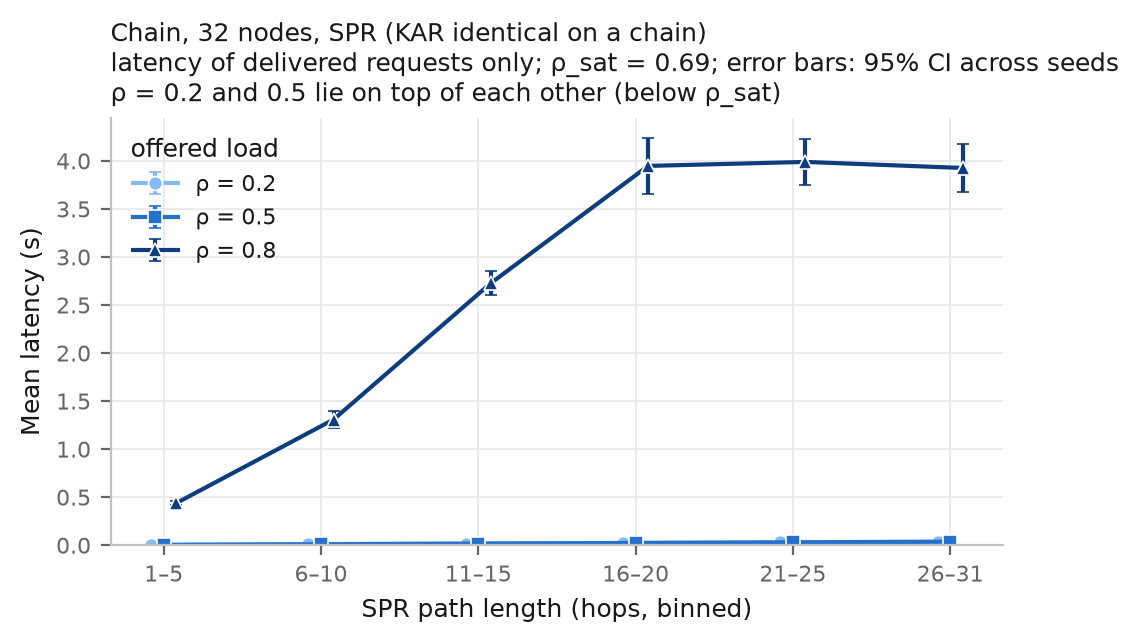 Chain, 32 nodes, SPR (KAR identical on a chain)
latency of delivered requests only; ρ_sat = 0.69; error bars: 95% CI across seeds
ρ = 0.2 and 0.5 lie on top of each other (below ρ_sat)
offered load
ρ = 0.2
ρ = 0.5
ρ = 0.8
Mean latency (s)
4.0
3.5
3.0
2.5
2.0
1.5
1.0
0.5
0.0
1–5
6–10
11–15
16–20
21–25
26–31
SPR path length (hops, binned)